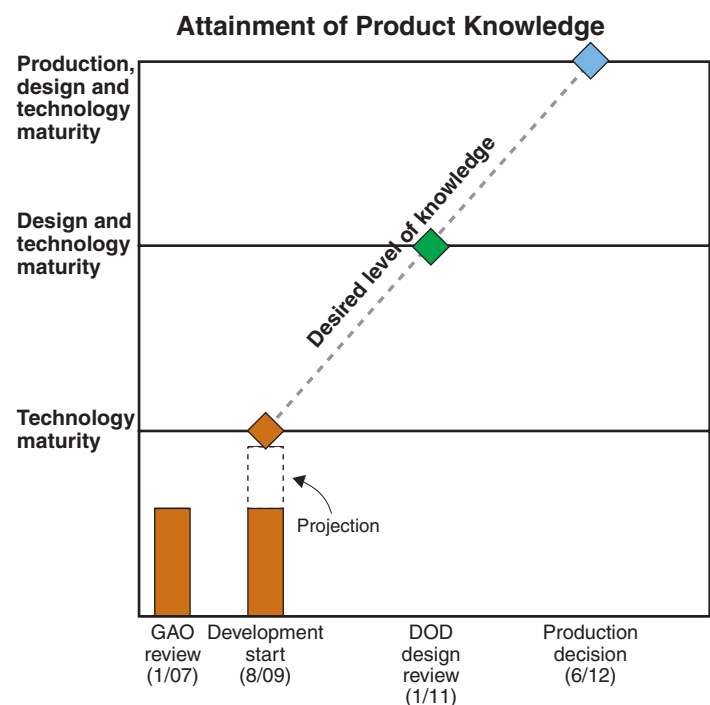 Attainment of Product Knowledge
Production,
design and
technology
maturity
Design and
technology
maturity
Technology
maturity
Desired level of knowledge
Projection
GAO
review
(1/07)
Development
start
(8/09)
DOD
design
review
(1/11)
Production
decision
(6/12)